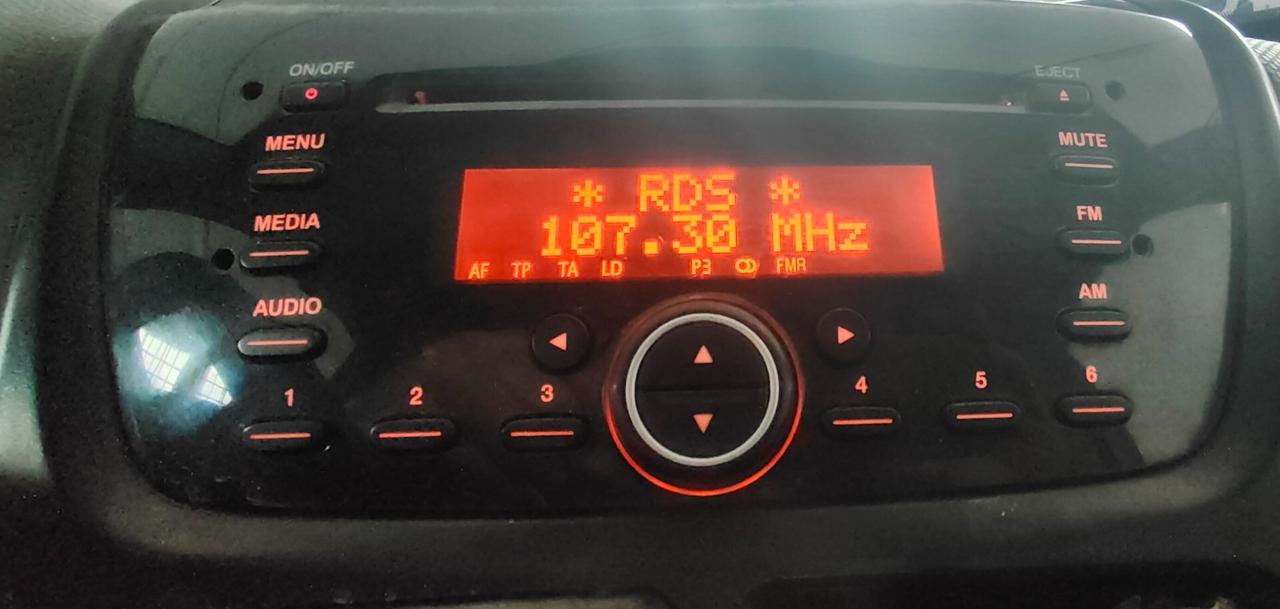 ON/OFF
EJECT
MENU
MUTE
* RDS *
MEDIA
FM
107.30 MHz
AF TP TA LD P3 FMR
AUDIO
AM
1 2 3 4 5 6